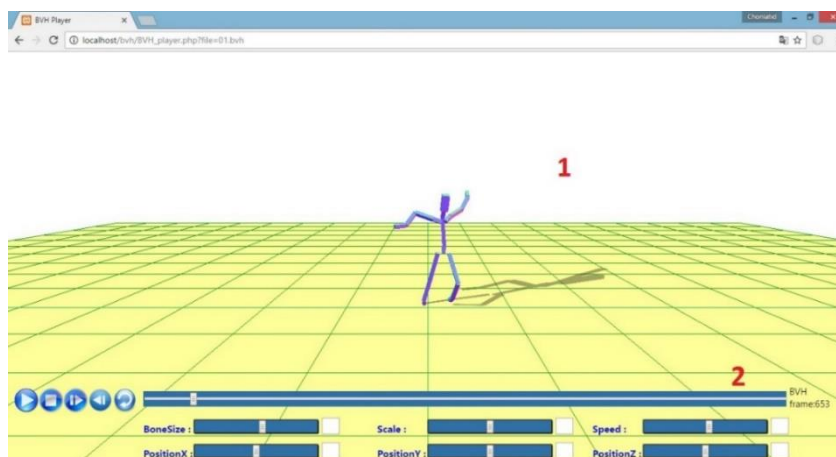 BVH Player
Chomatid
localhost/bvh/BVH_player.php?file=01.bvh
1
2
BVH
frame:653
BoneSize : Scale : Speed :
PositionX : PositionY : PositionZ :